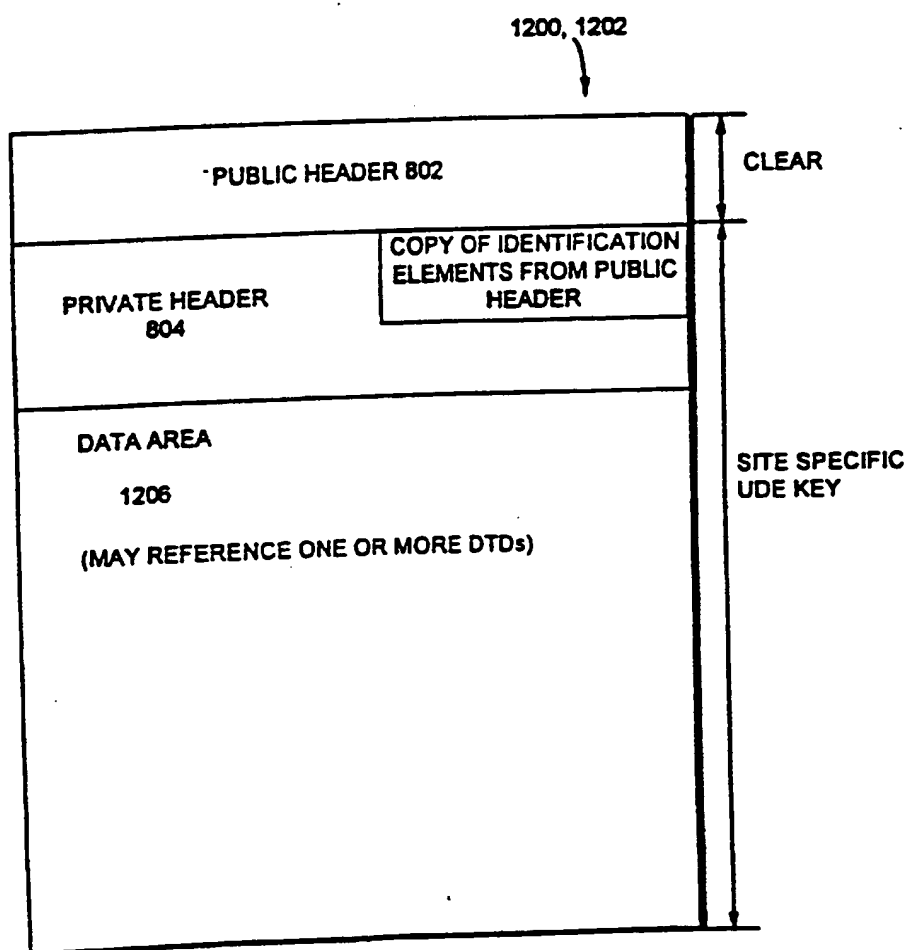 1200, 1202
PUBLIC HEADER 802
CLEAR
COPY OF IDENTIFICATION
ELEMENTS FROM PUBLIC
HEADER
PRIVATE HEADER
804
DATA AREA
1206
(MAY REFERENCE ONE OR MORE DTDs)
SITE SPECIFIC
UDE KEY